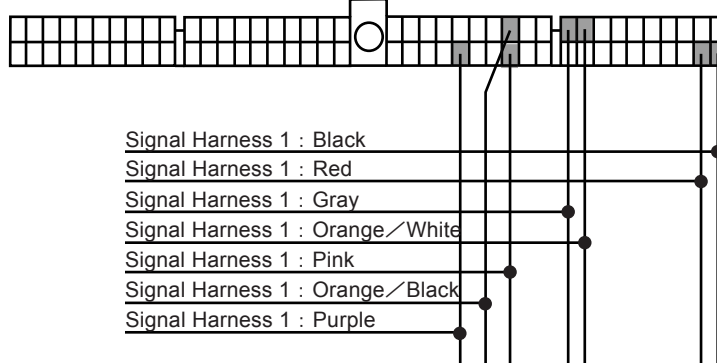 Signal Harness 1 : Black
Signal Harness 1 : Red
Signal Harness 1 : Gray
Signal Harness 1 : Orange／White
Signal Harness 1 : Pink
Signal Harness 1 : Orange／Black
Signal Harness 1 : Purple